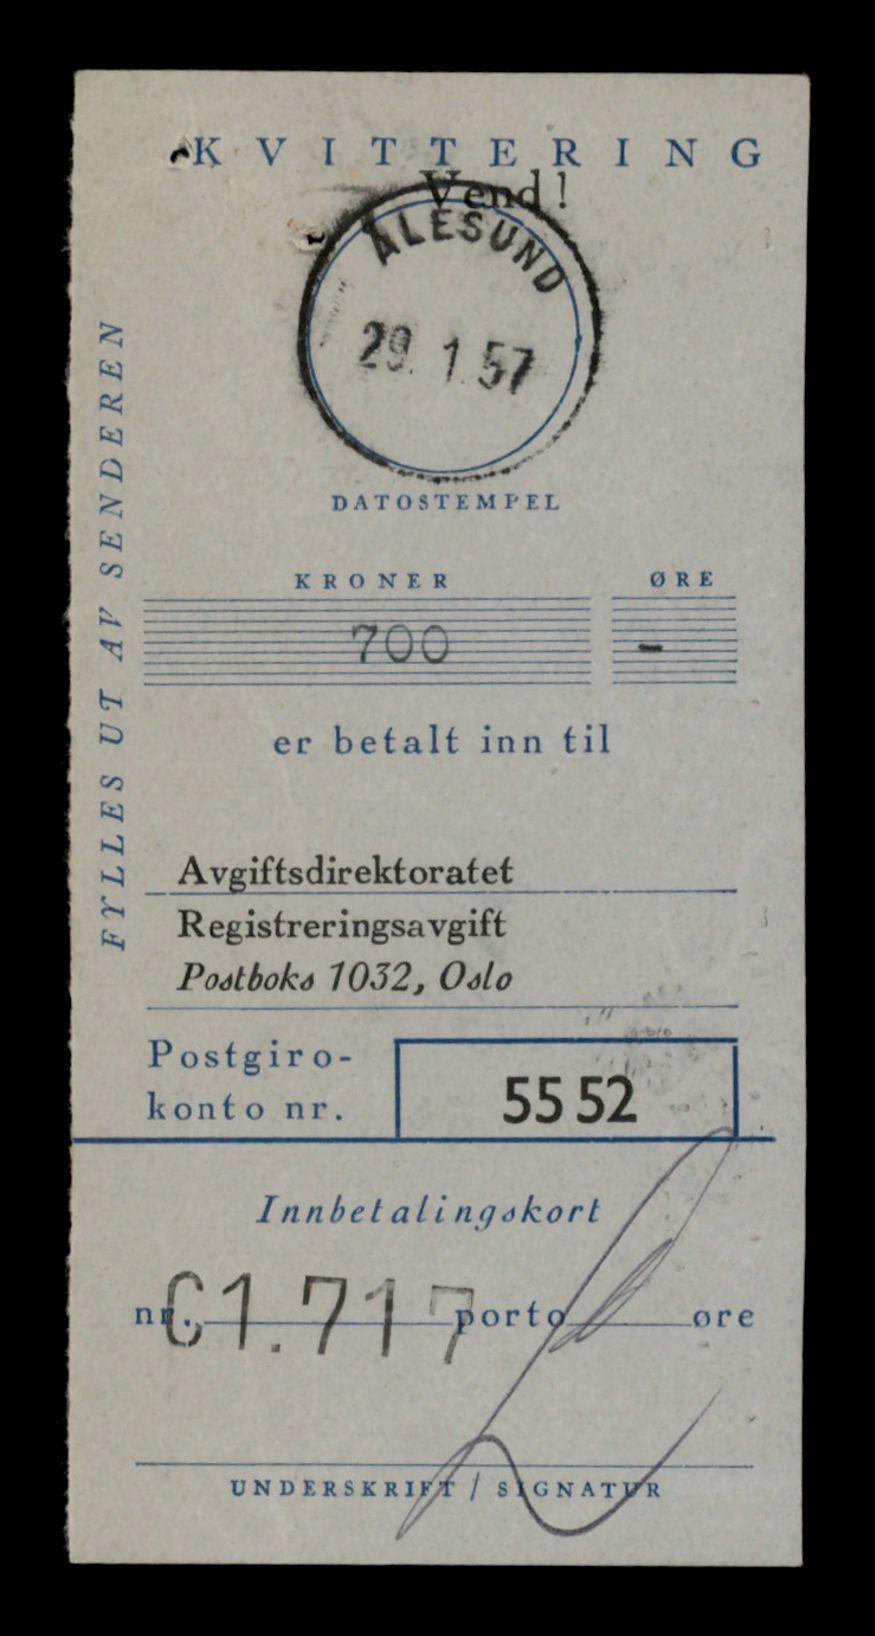 KVITTERING
Vend!
ÅLESUND
29. 1. 57
DATOSTEMPEL
KRONER ØRE
700 -
er betalt inn til
FYLLES UT AV SENDEREN
Avgiftsdirektoratet
Registreringsavgift
Postboks 1032, Oslo
Postgiro-
konto nr. 55 52
Innbetalingskort
nr. 61.717 porto øre
UNDERSKRIFT / SIGNATUR